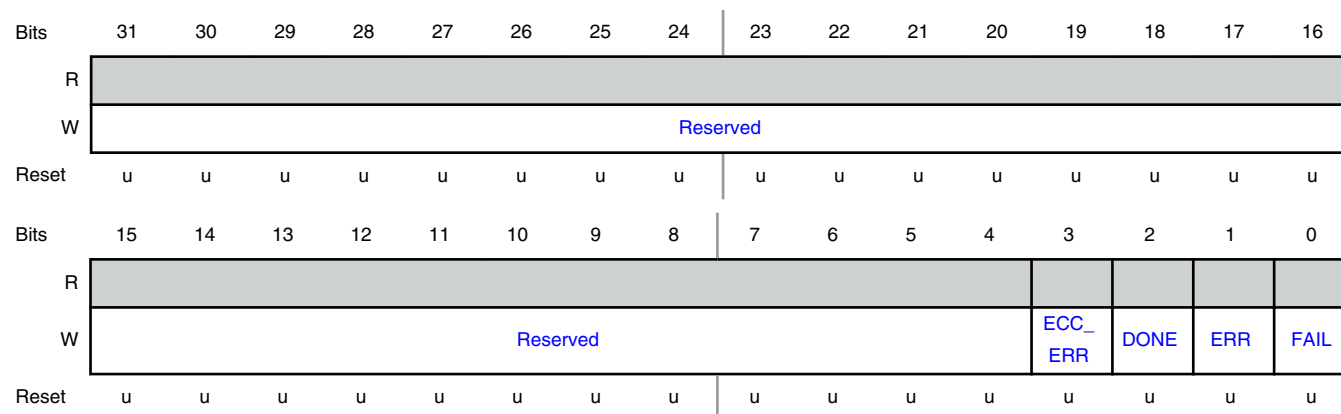 Bits 31 30 29 28 27 26 25 24 23 22 21 20 19 18 17 16
R
W Reserved
Reset u u u u u u u u u u u u u u u u
Bits 15 14 13 12 11 10 9 8 7 6 5 4 3 2 1 0
R
W Reserved ECC_ERR DONE ERR FAIL
Reset u u u u u u u u u u u u u u u u